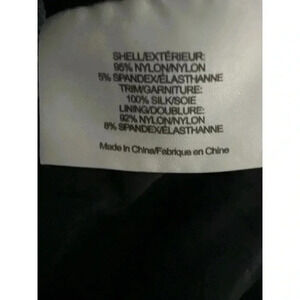 SHELL/EXTÉRIEUR:
95% NYLON/NYLON
5% SPANDEX/ÉLASTHANNE
TRIM/GARNITURE:
100% SILK/SOIE
LINING/DOUBLURE:
92% NYLON/NYLON
8% SPANDEX/ÉLASTHANNE
Made in China/Fabrique en Chine